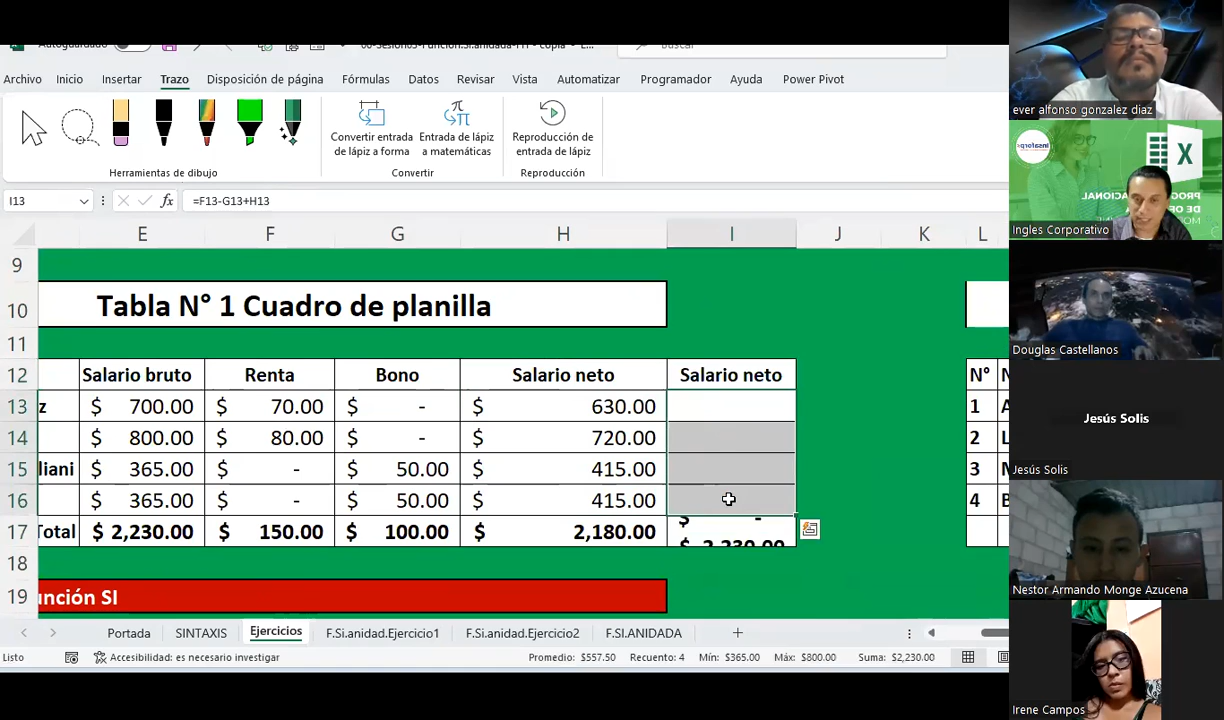 Archivo Inicio Insertar Trazo Disposición de página Fórmulas Datos Revisar Vista Automatizar Programador Ayuda Power Pivot
Convertir entrada de lápiz a forma
Entrada de lápiz a matemáticas
Reproducción de entrada de lápiz
Herramientas de dibujo Convertir Reproducción
I13 fx =F13-G13+H13
E F G H I J K L
9
10 Tabla N° 1 Cuadro de planilla
11
12 Salario bruto Renta Bono Salario neto Salario neto N°
13 z $ 700.00 $ 70.00 $ - $ 630.00 1
14 $ 800.00 $ 80.00 $ - $ 720.00 2
15 liani $ 365.00 $ - $ 50.00 $ 415.00 3
16 $ 365.00 $ - $ 50.00 $ 415.00 4
17 Total $ 2,230.00 $ 150.00 $ 100.00 $ 2,180.00 $ - $ 2,230.00
18
19 unción SI
Portada SINTAXIS Ejercicios F.Si.anidad.Ejercicio1 F.Si.anidad.Ejercicio2 F.SI.ANIDADA +
Listo Accesibilidad: es necesario investigar Promedio: $557.50 Recuento: 4 Mín: $365.00 Máx: $800.00 Suma: $2,230.00
ever alfonso gonzalez diaz
Insaforp
X
Ingles Corporativo
Douglas Castellanos
Jesús Solis
Jesús Solis
Nestor Armando Monge Azucena
Irene Campos